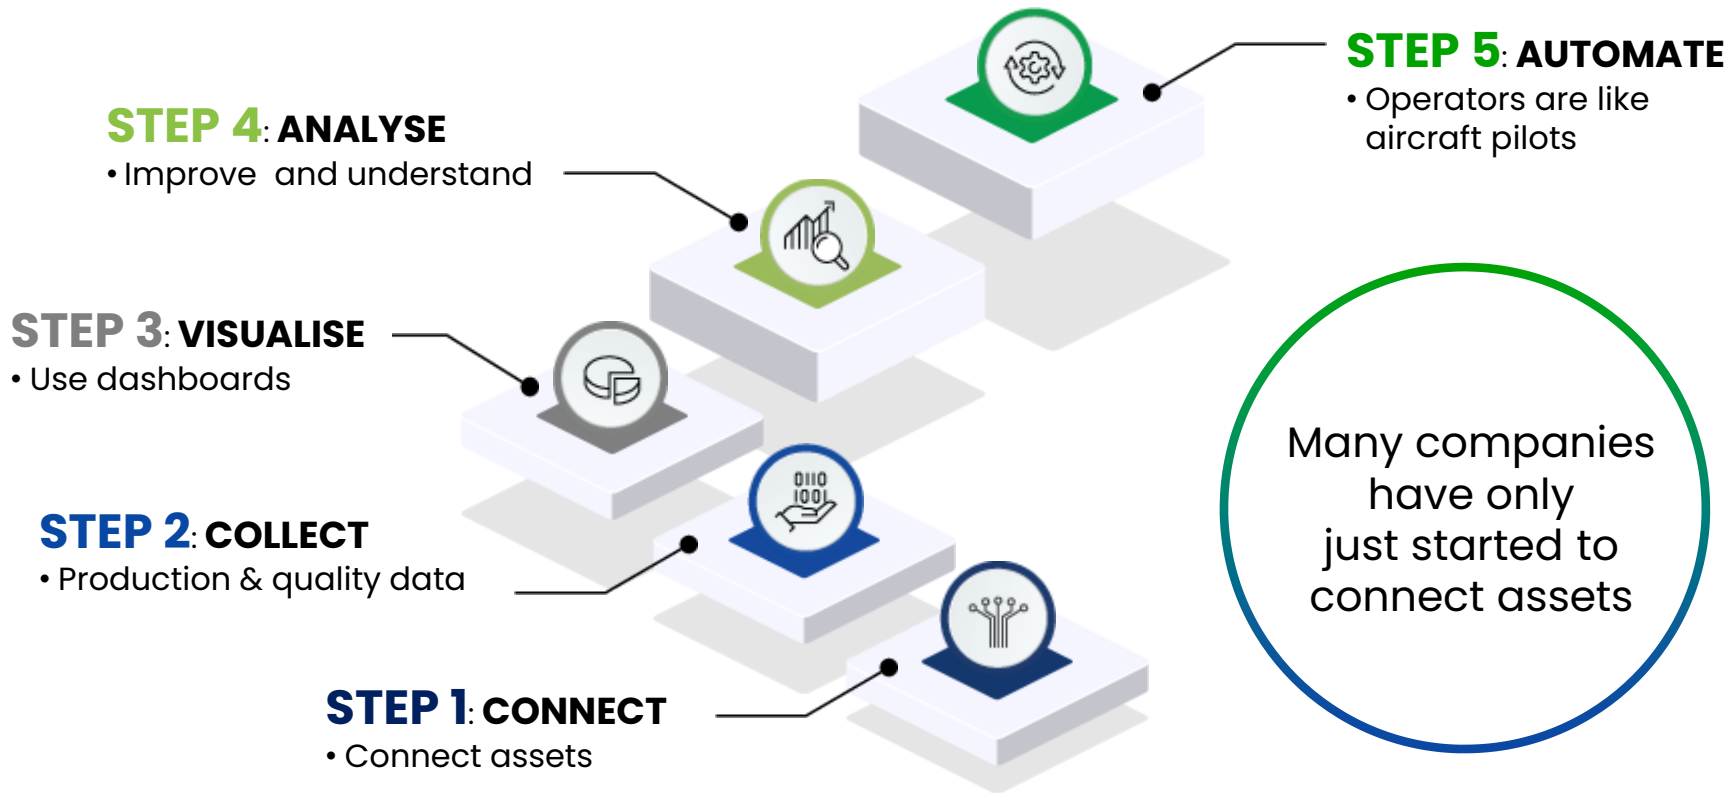 STEP 5: AUTOMATE
• Operators are like
aircraft pilots
STEP 4: ANALYSE
• Improve  and understand
STEP 3: VISUALISE
• Use dashboards
STEP 2: COLLECT
• Production & quality data
STEP 1: CONNECT
• Connect assets
0110
1001
Many companies
have only
just started to
connect assets